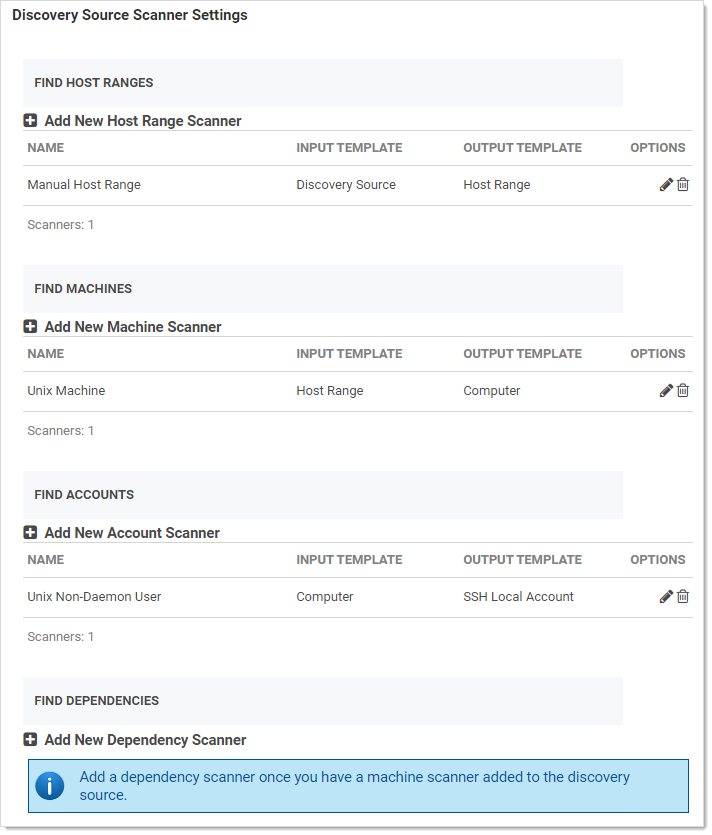 Discovery Source Scanner Settings
FIND HOST RANGES
Add New Host Range Scanner
NAME INPUT TEMPLATE OUTPUT TEMPLATE OPTIONS
Manual Host Range Discovery Source Host Range
Scanners: 1
FIND MACHINES
Add New Machine Scanner
NAME INPUT TEMPLATE OUTPUT TEMPLATE OPTIONS
Unix Machine Host Range Computer
Scanners: 1
FIND ACCOUNTS
Add New Account Scanner
NAME INPUT TEMPLATE OUTPUT TEMPLATE OPTIONS
Unix Non-Daemon User Computer SSH Local Account
Scanners: 1
FIND DEPENDENCIES
Add New Dependency Scanner
Add a dependency scanner once you have a machine scanner added to the discovery
source.